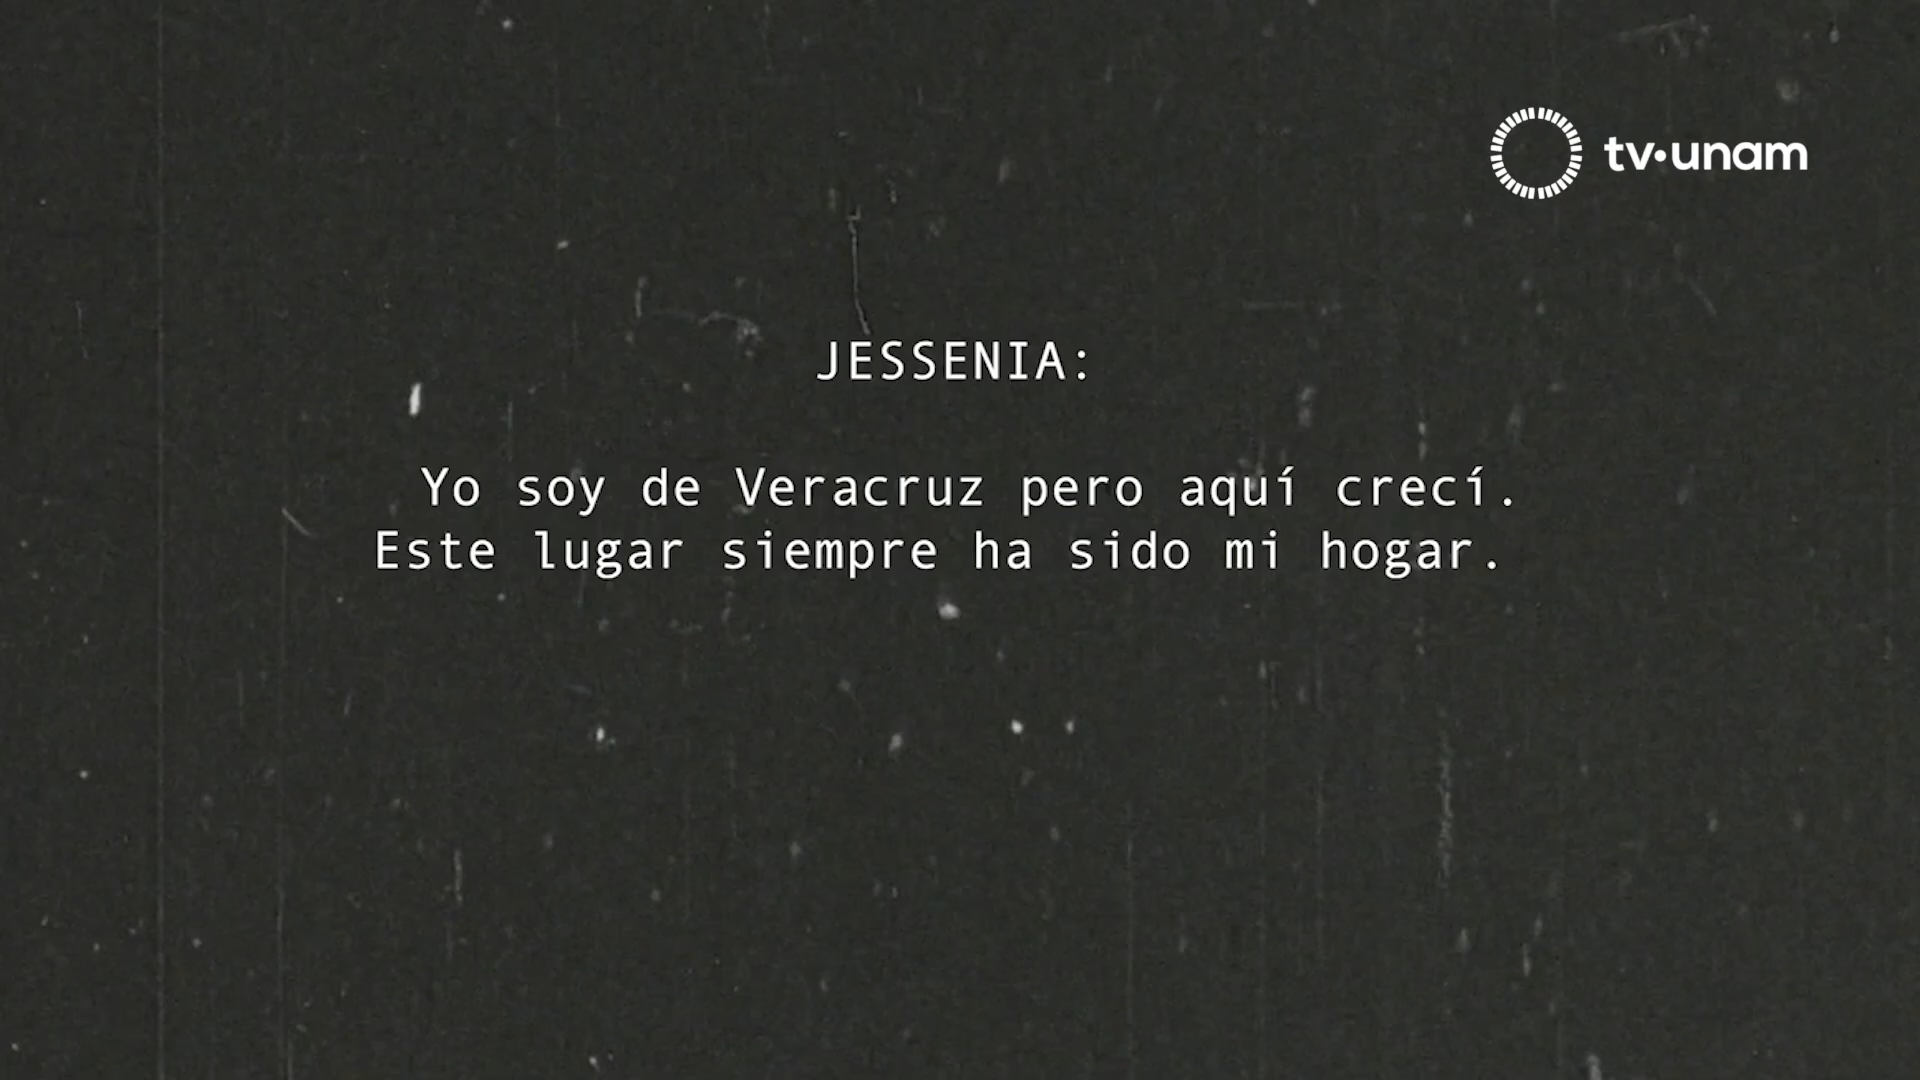 tv·unam
JESSENIA:
Yo soy de Veracruz pero aquí crecí.
Este lugar siempre ha sido mi hogar.